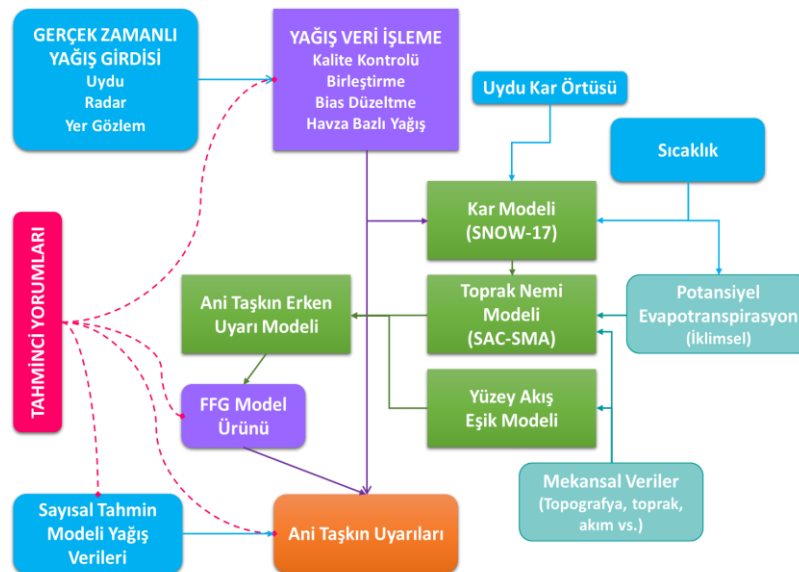 GERÇEK ZAMANLI
YAĞIŞ GİRDİSİ
Uydu
Radar
Yer Gözlem
YAĞIŞ VERİ İŞLEME
Kalite Kontrolü
Birleştirme
Bias Düzeltme
Havza Bazlı Yağış
Uydu Kar Örtüsü
Sıcaklık
Kar Modeli
(SNOW-17)
TAHMİNCİ YORUMLARI
Ani Taşkın Erken
Uyarı Modeli
Toprak Nemi
Modeli
(SAC-SMA)
Potansiyel
Evapotranspirasyon
(İklimsel)
FFG Model
Ürünü
Yüzey Akış
Eşik Modeli
Sayısal Tahmin
Modeli Yağış
Verileri
Ani Taşkın Uyarıları
Mekansal Veriler
(Topografya, toprak,
akım vs.)